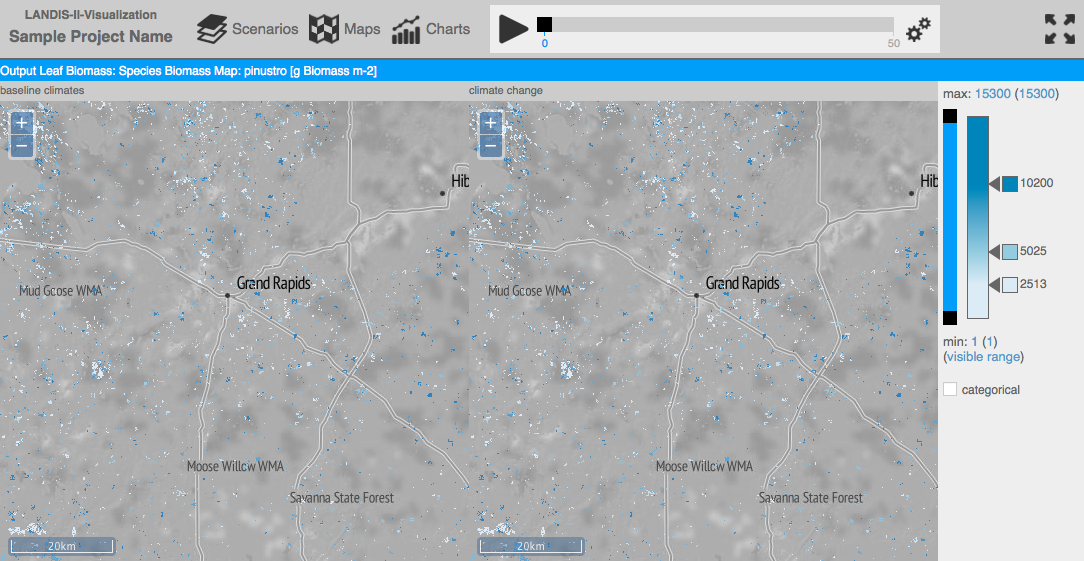 LANDIS-II-Visualization
Sample Project Name
Scenarios
Maps
Charts
0
50
Output Leaf Biomass: Species Biomass Map: pinustro [g Biomass m-2]
baseline climates
climate change
+
−
Hib
Grand Rapids
Mud Goose WMA
Moose Willow WMA
Savanna State Forest
20km
+
−
Hib
Grand Rapids
Mud Goose WMA
Moose Willow WMA
Savanna State Forest
20km
max: 15300 (15300)
10200
5025
2513
min: 1 (1)
(visible range)
categorical